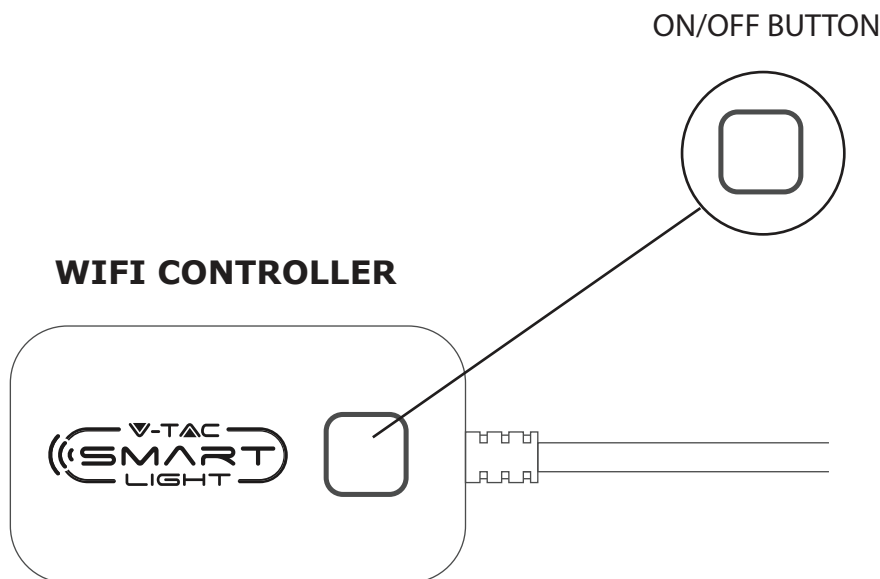 ON/OFF BUTTON
WIFI CONTROLLER
V-TAC
SMART
LIGHT